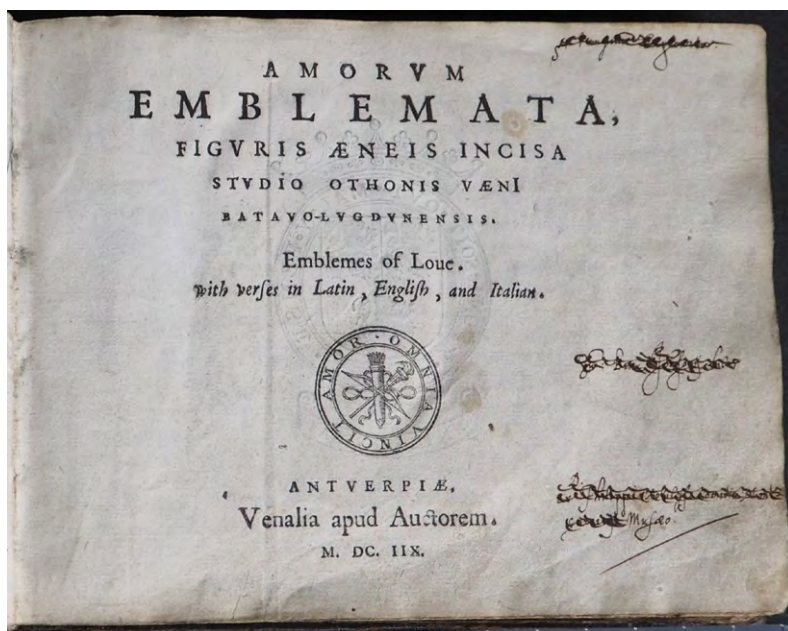 AMORVM
EMBLEMATA,
FIGVRIS ÆNEIS INCISA
STVDIO OTHONIS VÆNI
BATAVO-LVGDVNENSIS.
Emblemes of Loue.
with verſes in Latin, Engliſh, and Italian.
AMOR · OMNIA VINCIT
ANTVERPIÆ,
Venalia apud Auctorem.
Muſæo.
M. DC. IIX.